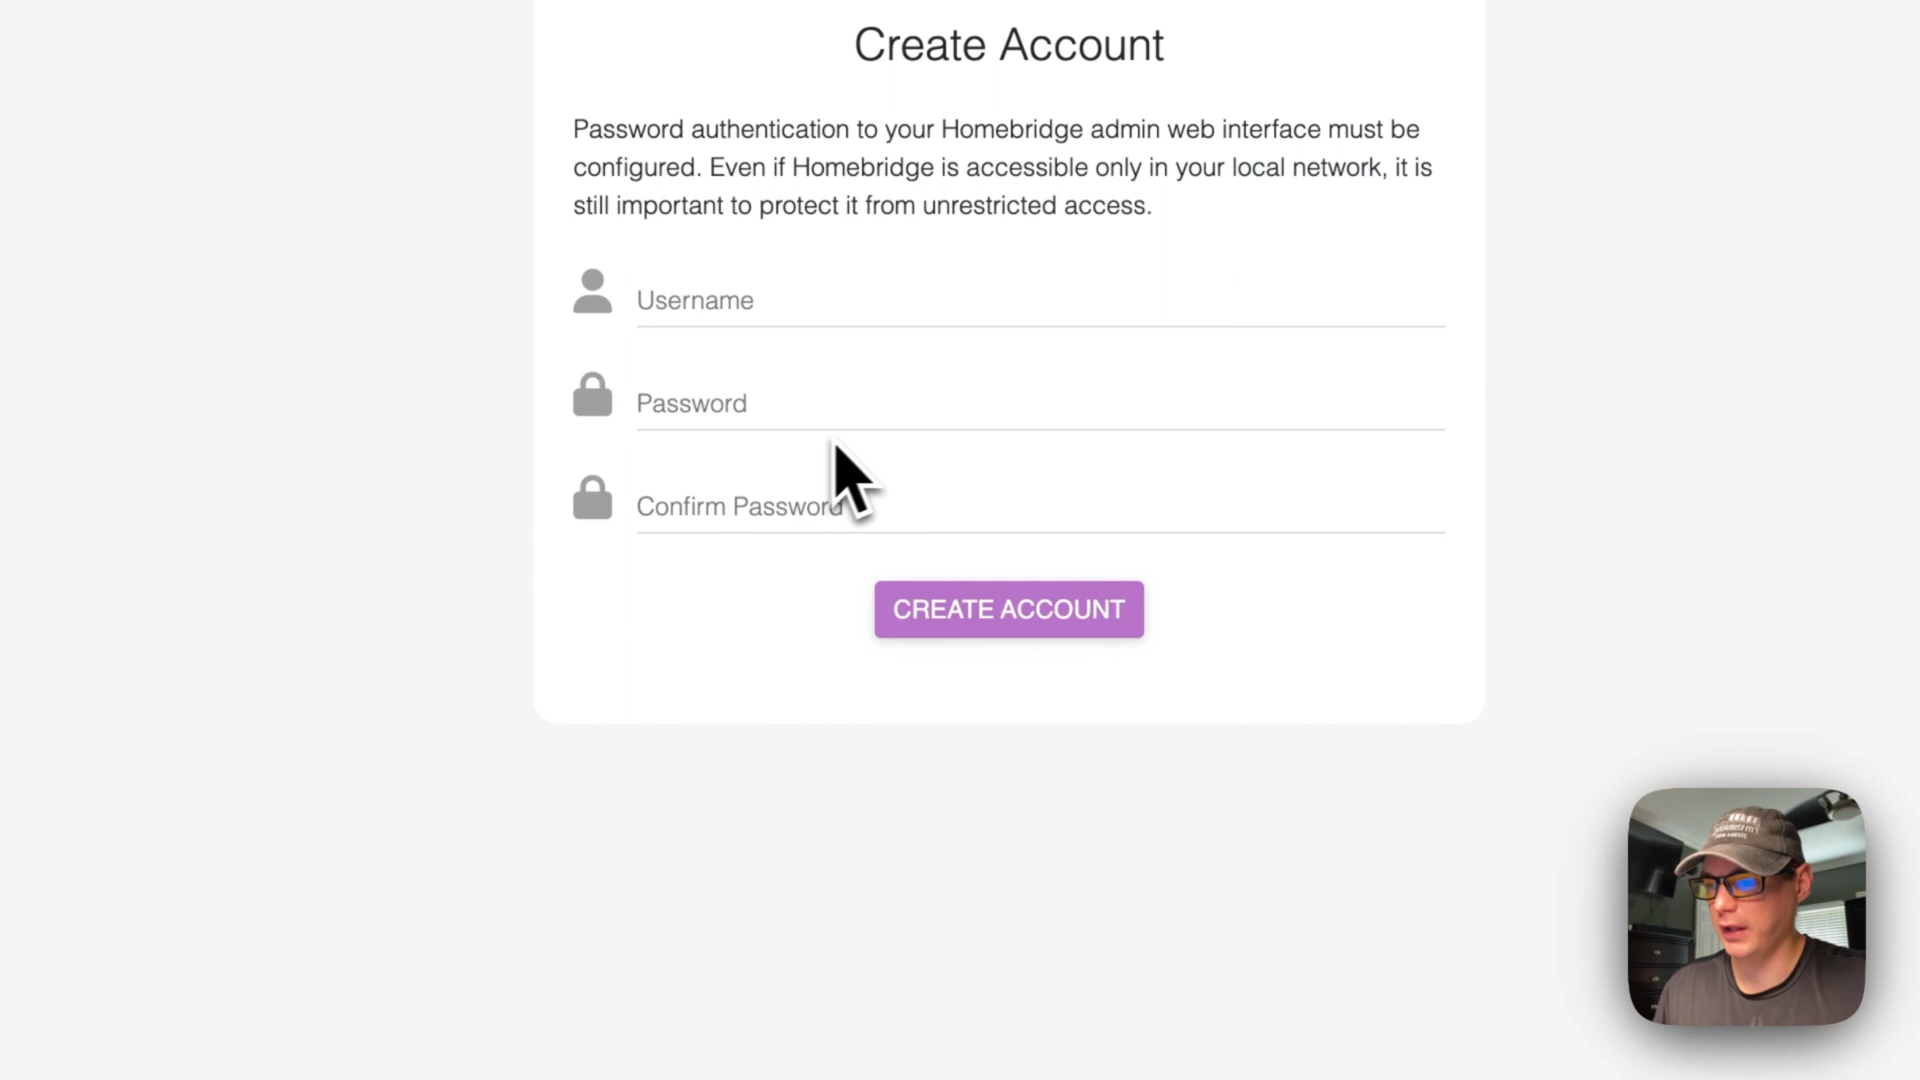 Create Account
Password authentication to your Homebridge admin web interface must be
configured. Even if Homebridge is accessible only in your local network, it is
still important to protect it from unrestricted access.
Username
Password
Confirm Password
CREATE ACCOUNT